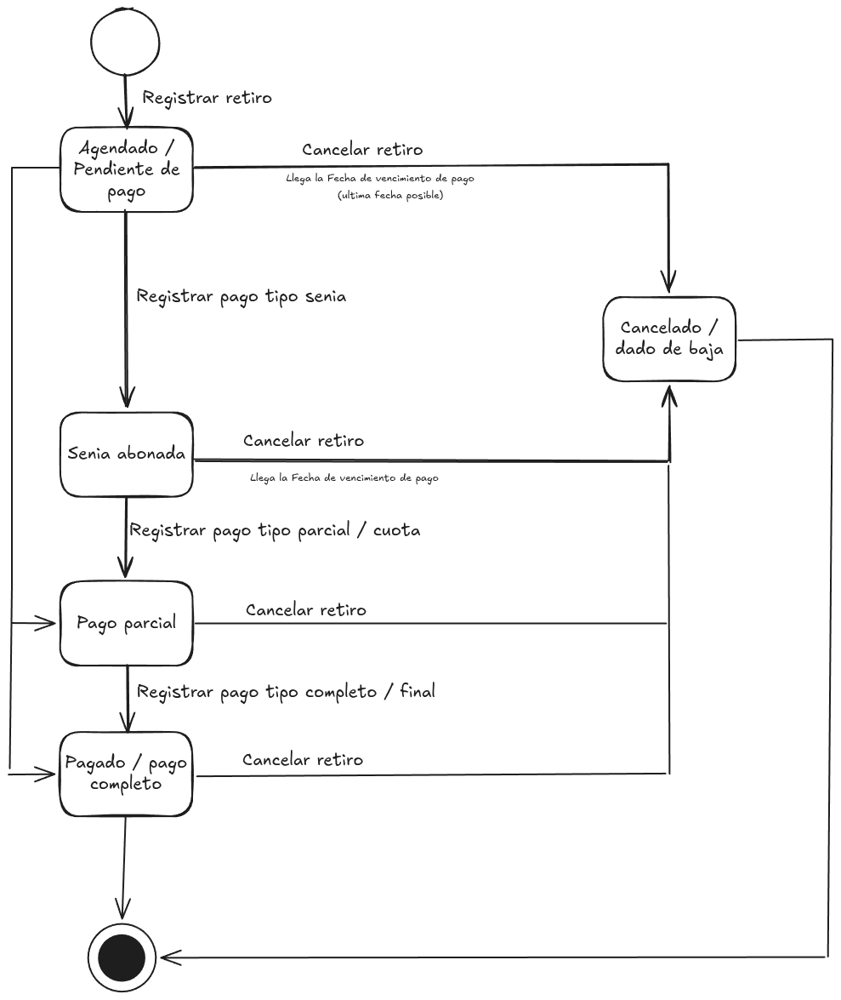 Registrar retiro
Agendado /
Pendiente de
pago
Cancelar retiro
Llega la Fecha de vencimiento de pago
(ultima fecha posible)
Registrar pago tipo senia
Cancelado /
dado de baja
Senia abonada
Cancelar retiro
Llega la Fecha de vencimiento de pago
Registrar pago tipo parcial / cuota
Pago parcial
Cancelar retiro
Registrar pago tipo completo / final
Pagado / pago
completo
Cancelar retiro